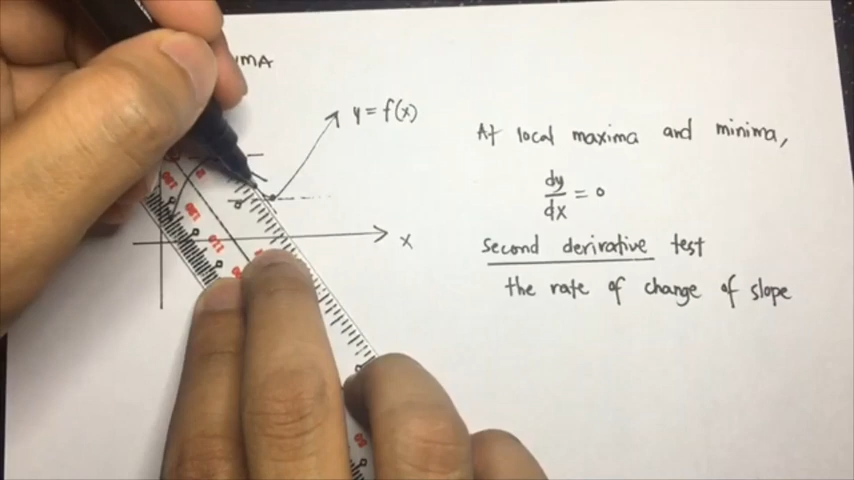 y = f(x)
x
At local maxima and minima,
dy/dx = 0
second derivative test
the rate of change of slope